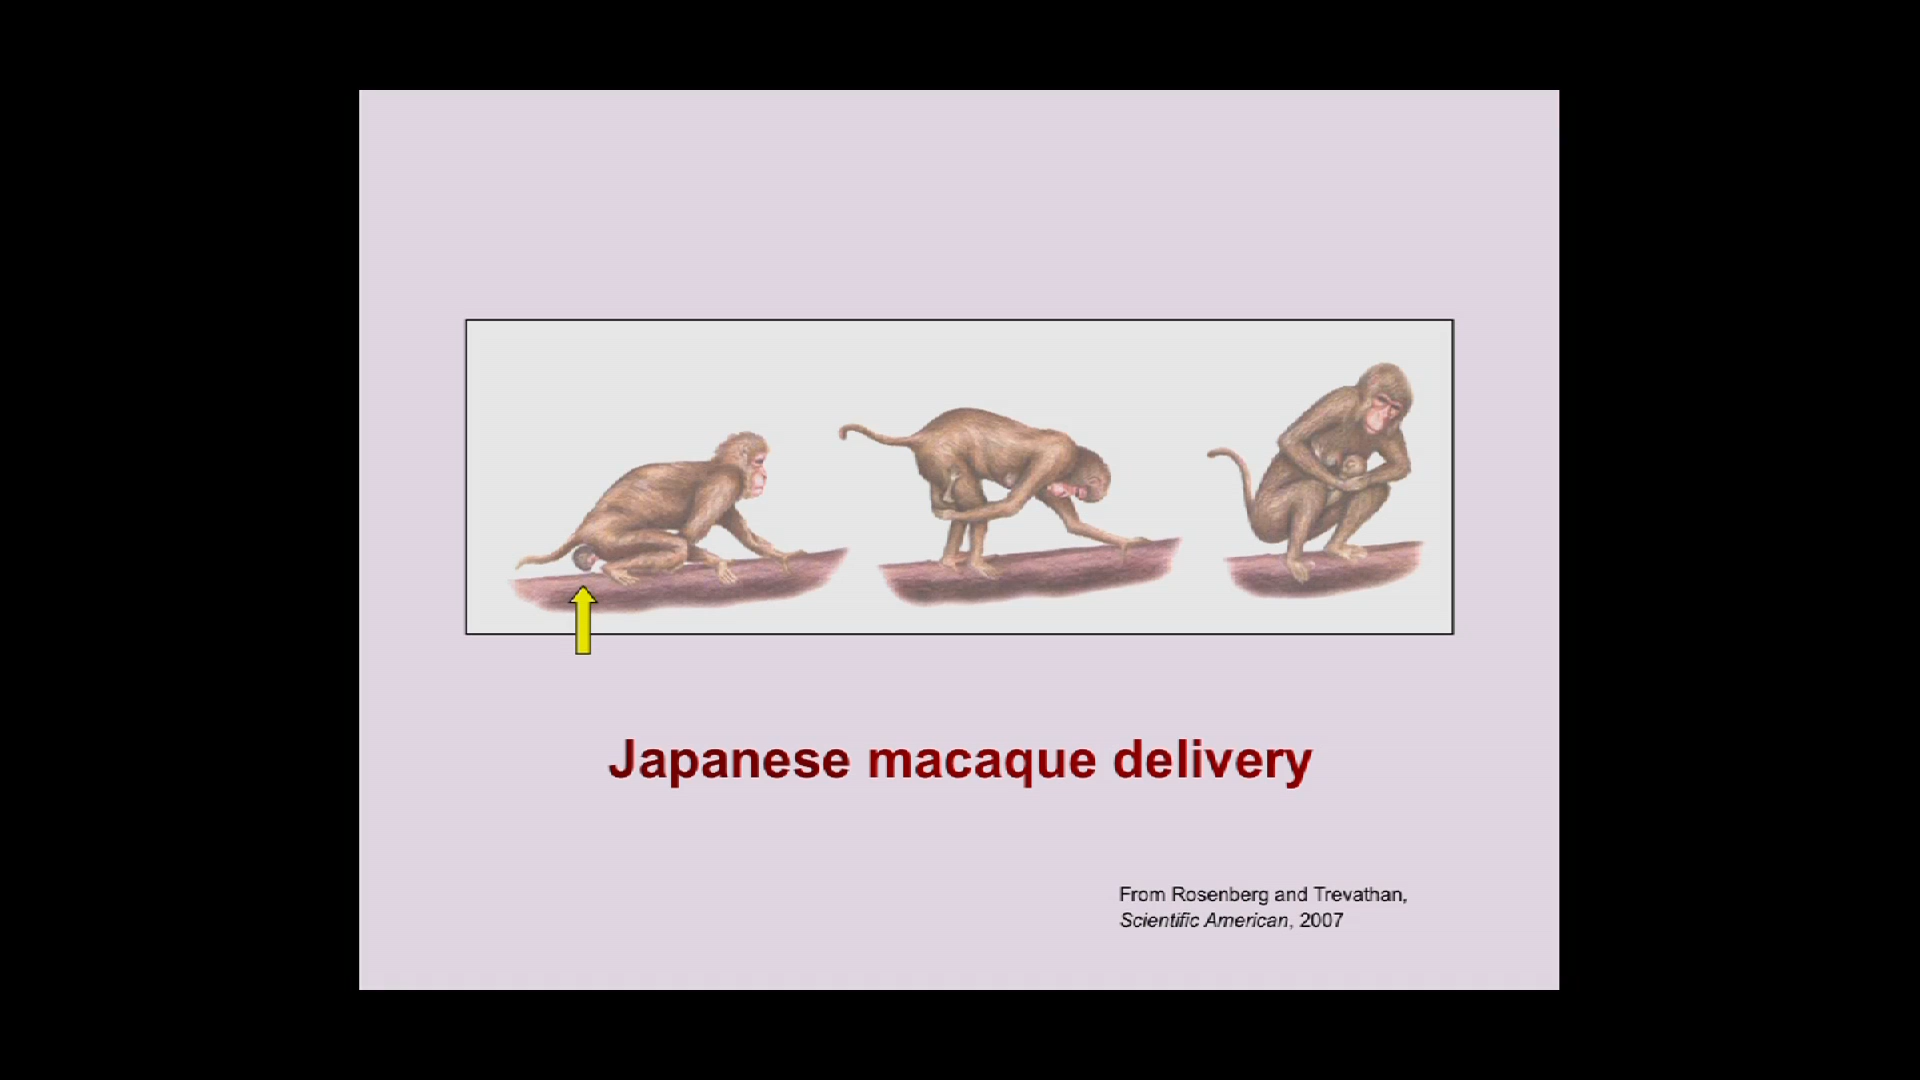 Japanese macaque delivery
From Rosenberg and Trevathan,
Scientific American, 2007